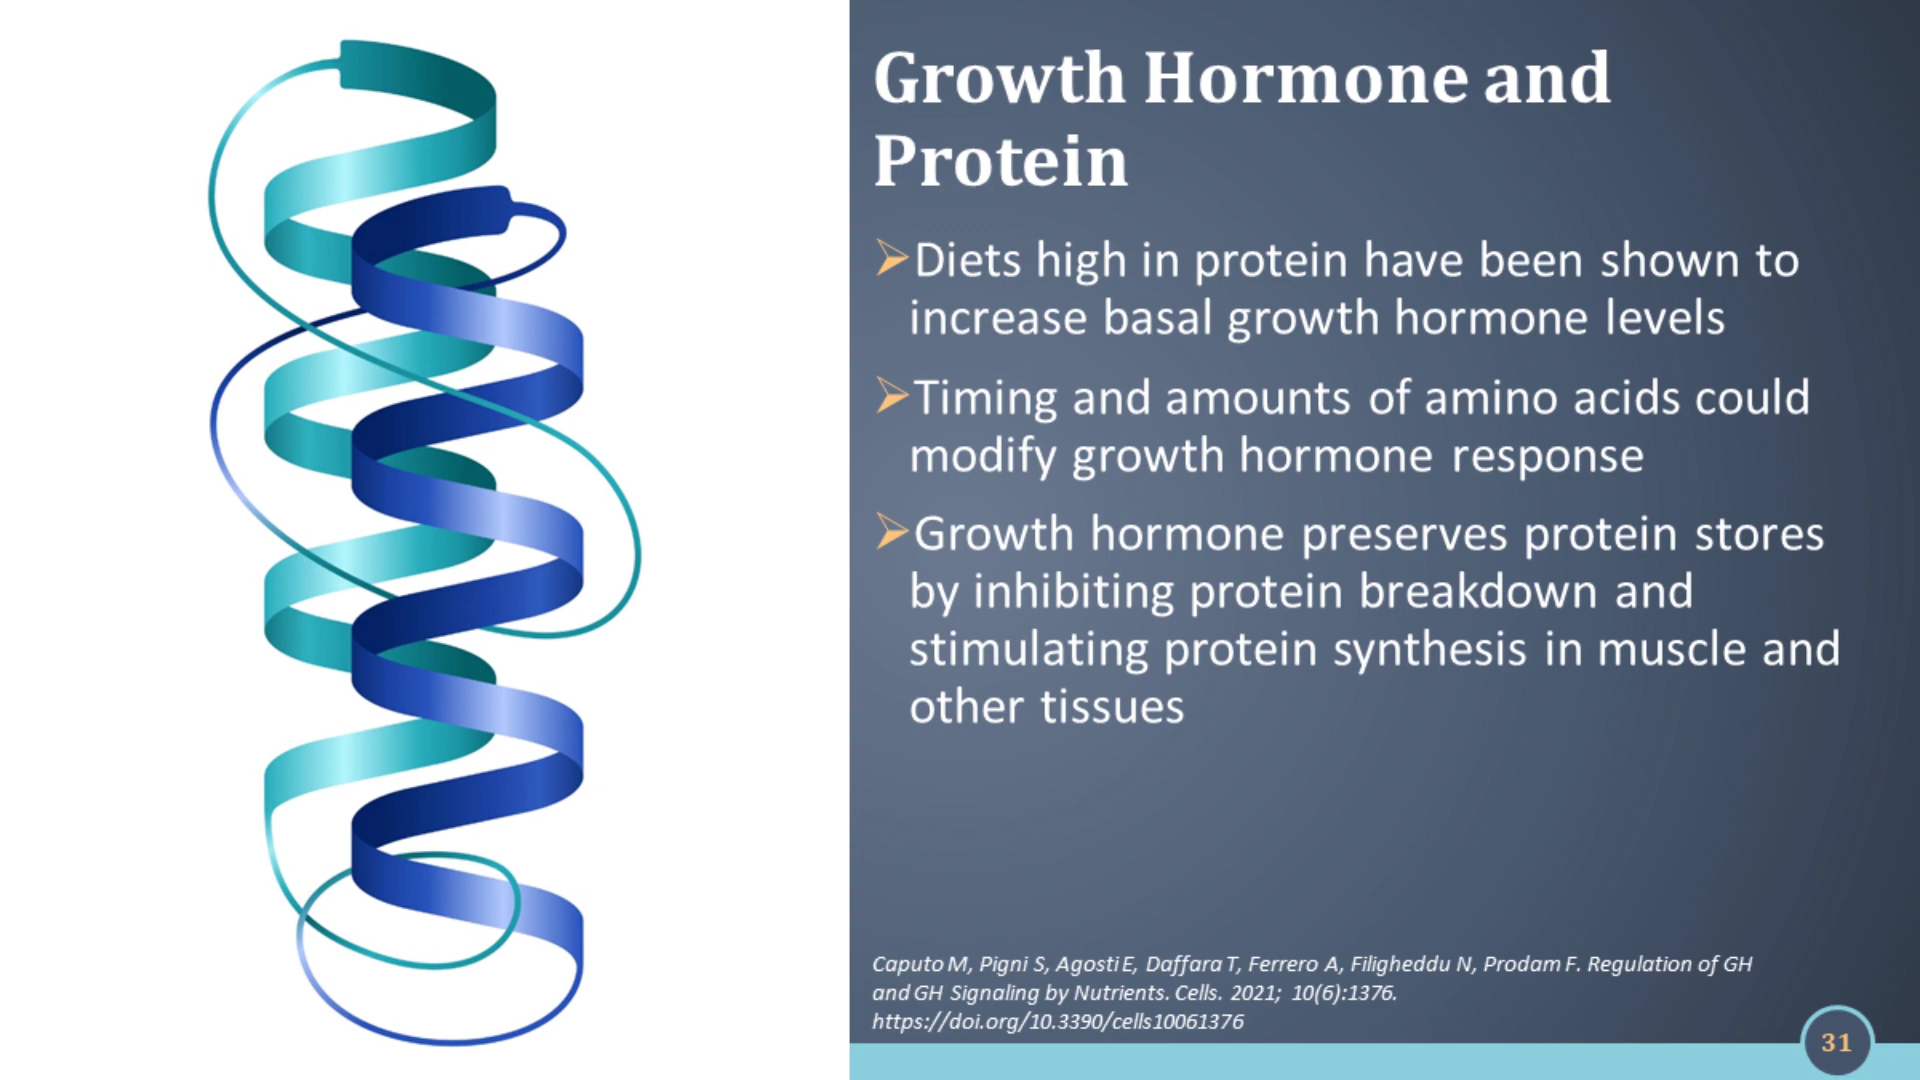 Growth Hormone and
Protein
➢Diets high in protein have been shown to
increase basal growth hormone levels
➢Timing and amounts of amino acids could
modify growth hormone response
➢Growth hormone preserves protein stores
by inhibiting protein breakdown and
stimulating protein synthesis in muscle and
other tissues
Caputo M, Pigni S, Agosti E, Daffara T, Ferrero A, Filigheddu N, Prodam F. Regulation of GH
and GH Signaling by Nutrients. Cells. 2021; 10(6):1376.
https://doi.org/10.3390/cells10061376
31